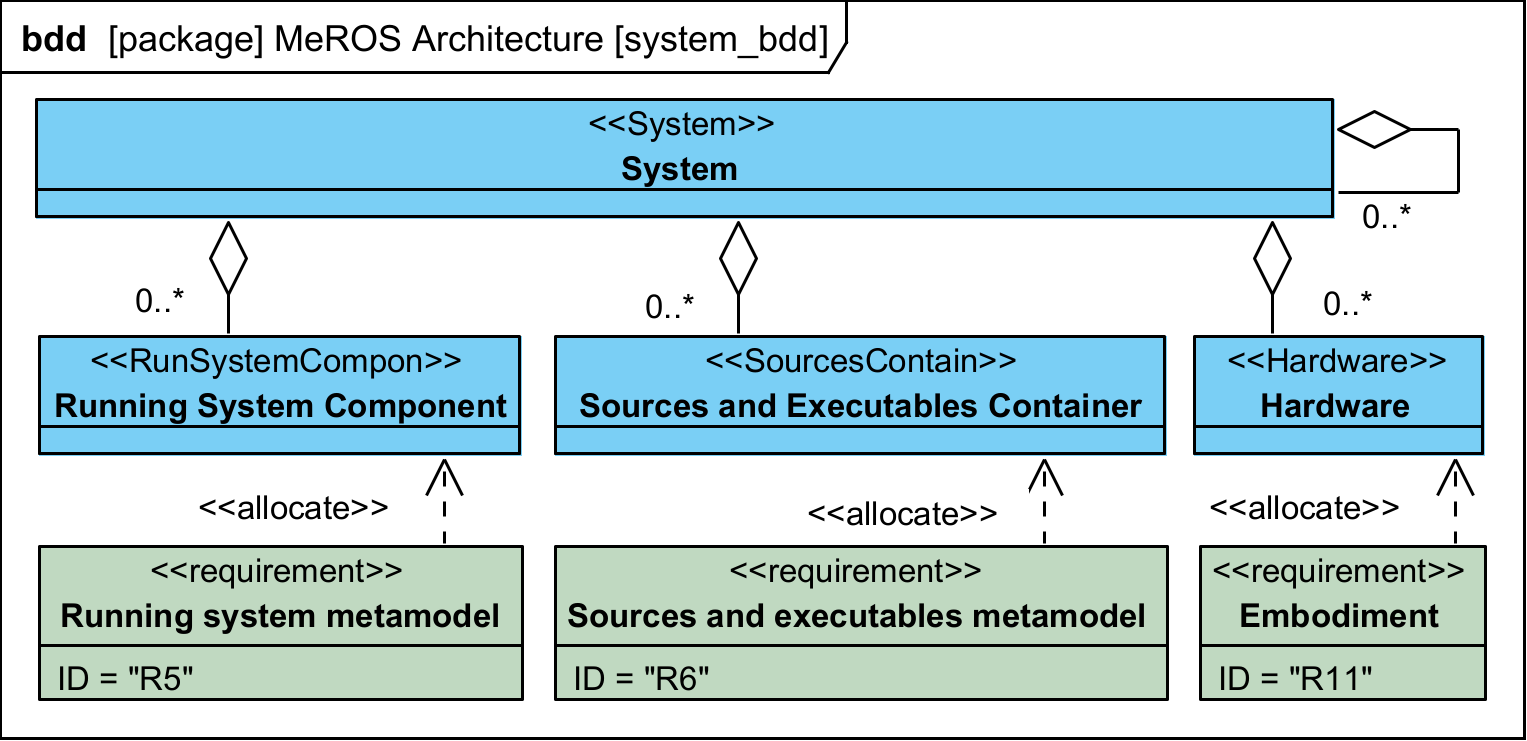 bdd [package] MeROS Architecture [system_bdd]
<<System>>
System
0..*
0..*
0..*
0..*
<<RunSystemCompon>>
Running System Component
<<SourcesContain>>
Sources and Executables Container
<<Hardware>>
Hardware
<<allocate>>
<<allocate>>
<<allocate>>
<<requirement>>
Running system metamodel
ID = "R5"
<<requirement>>
Sources and executables metamodel
ID = "R6"
<<requirement>>
Embodiment
ID = "R11"